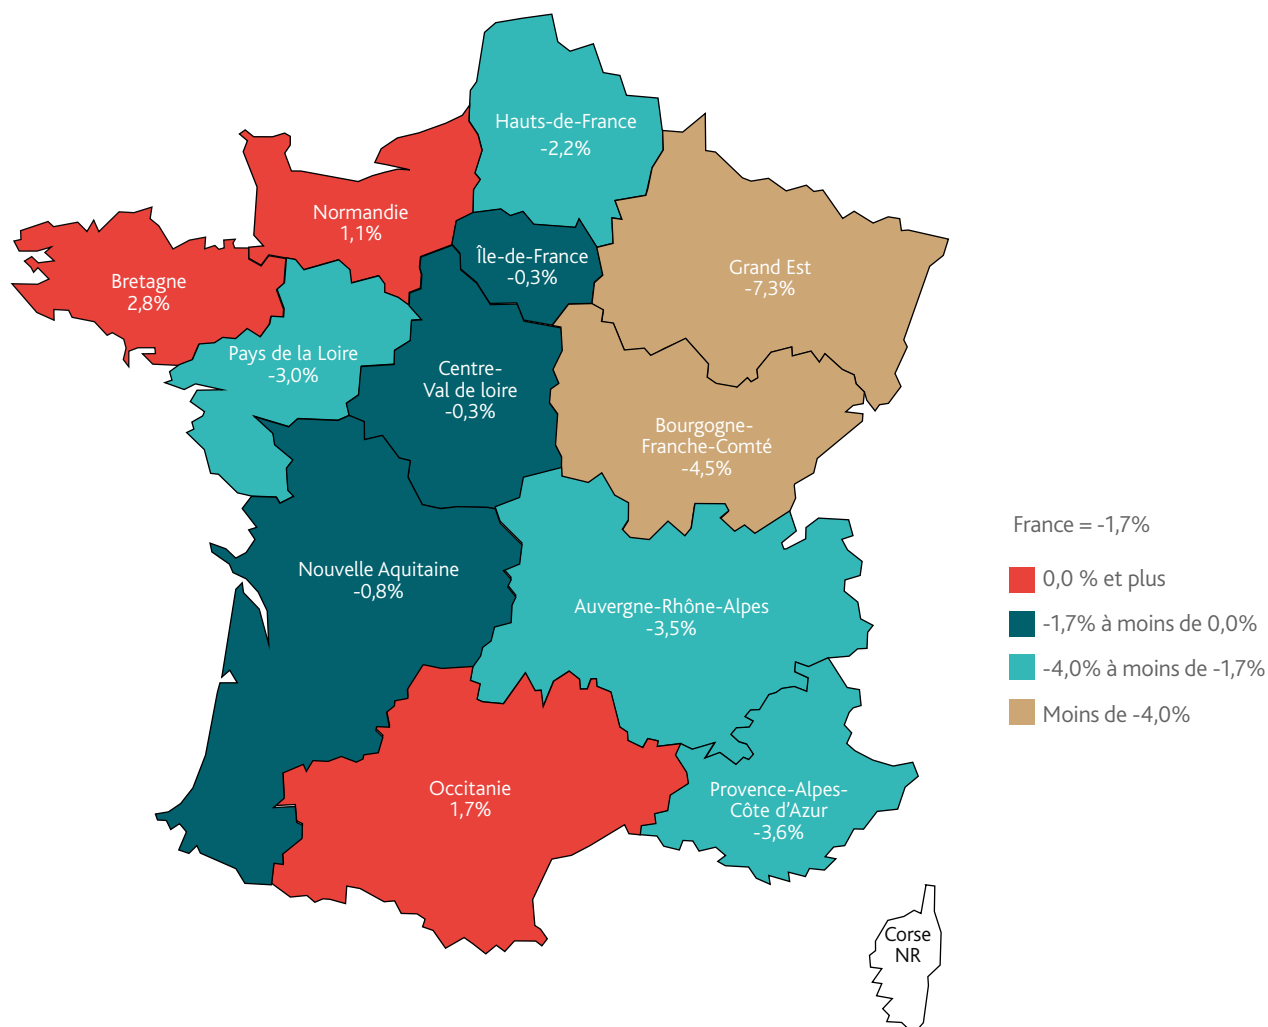 Hauts-de-France
-2,2%
Normandie
1,1%
Île-de-France
-0,3%
Grand Est
-7,3%
Bretagne
2,8%
Pays de la Loire
-3,0%
Centre-
Val de loire
-0,3%
Bourgogne-
Franche-Comté
-4,5%
Nouvelle Aquitaine
-0,8%
Auvergne-Rhône-Alpes
-3,5%
Occitanie
1,7%
Provence-Alpes-
Côte d'Azur
-3,6%
Corse
NR
France = -1,7%
0,0 % et plus
-1,7% à moins de 0,0%
-4,0% à moins de -1,7%
Moins de -4,0%